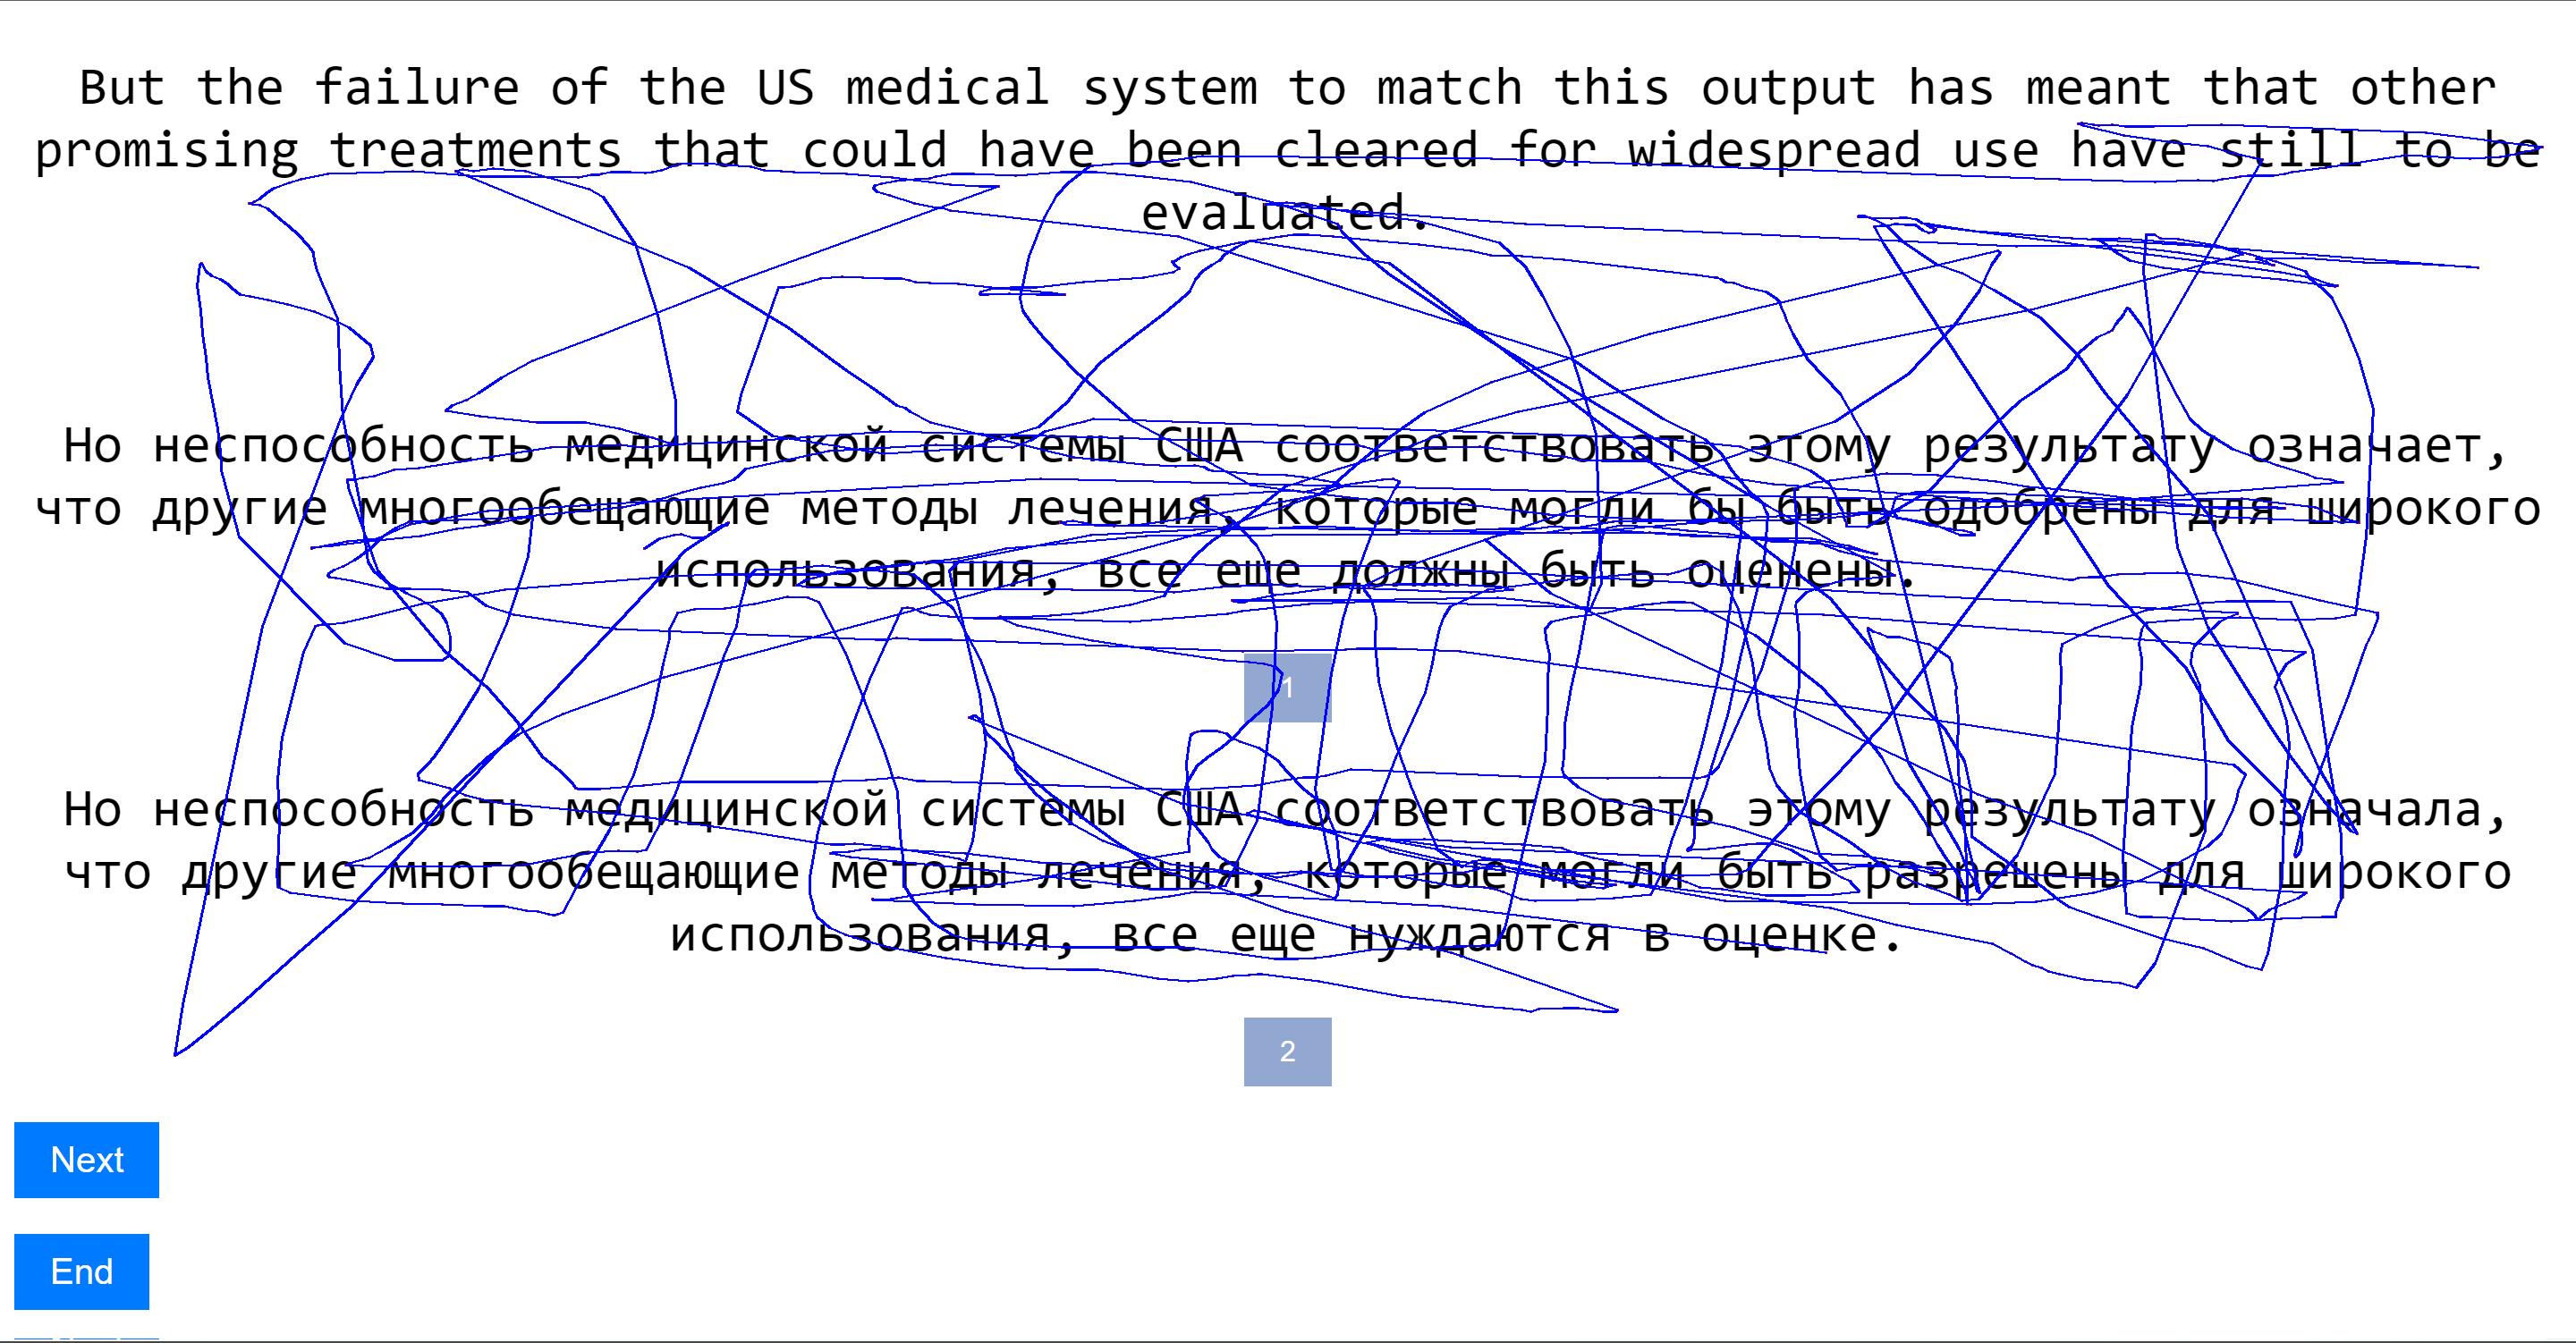 But the failure of the US medical system to match this output has meant that other
promising treatments that could have been cleared for widespread use have still to be
evaluated.
Но неспособность медицинской системы США соответствовать этому результату означает,
что другие многообещающие методы лечения, которые могли бы быть одобрены для широкого
использования, все еще должны быть оценены.
1
Но неспособность медицинской системы США соответствовать этому результату означала,
что другие многообещающие методы лечения, которые могли быть разрешены для широкого
использования, все еще нуждаются в оценке.
2
Next
End